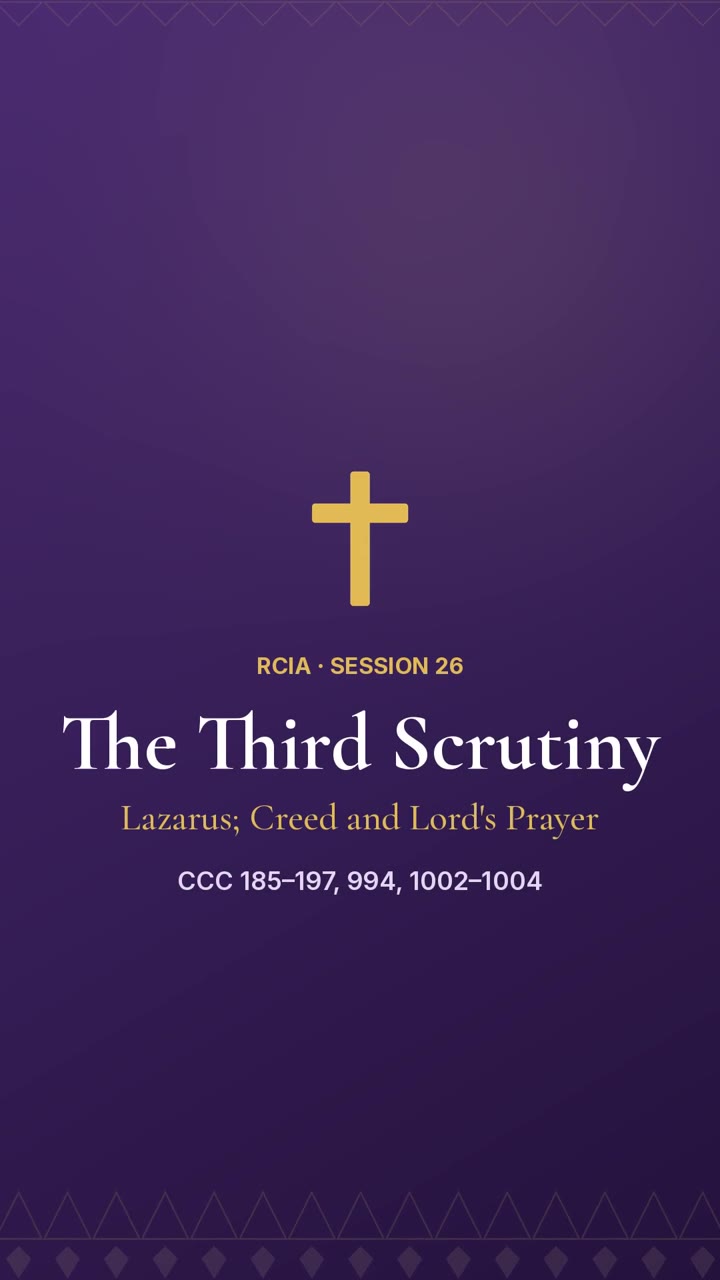 RCIA · SESSION 26
The Third Scrutiny
Lazarus; Creed and Lord's Prayer
CCC 185–197, 994, 1002–1004